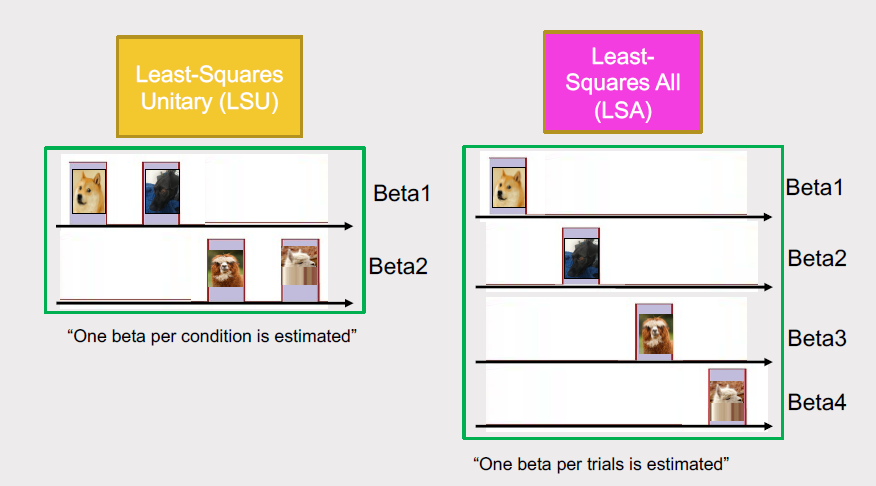 Least-Squares
Unitary (LSU)
Beta1
Beta2
“One beta per condition is estimated”
Least-
Squares All
(LSA)
Beta1
Beta2
Beta3
Beta4
“One beta per trials is estimated”